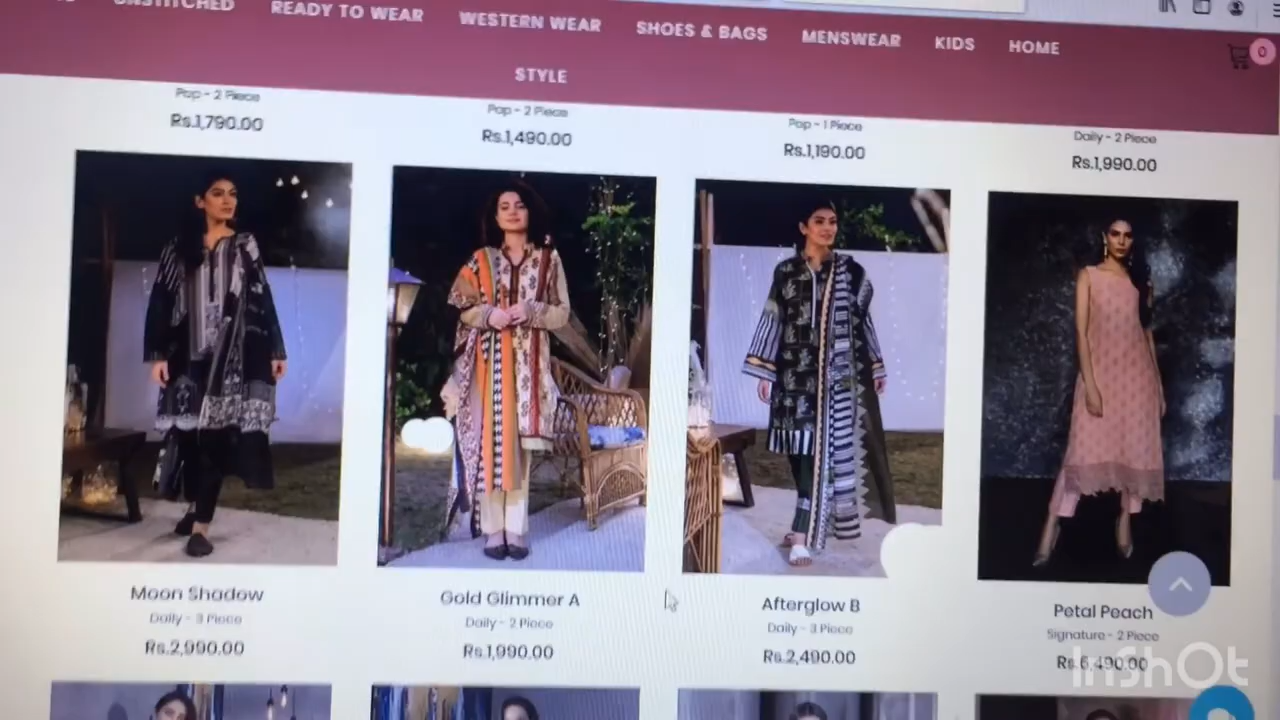 UNSTITCHED
READY TO WEAR
WESTERN WEAR
SHOES & BAGS
MENSWEAR
KIDS
HOME
0
STYLE
Pop - 2 Piece
Rs.1,790.00
Pop - 2 Piece
Rs.1,490.00
Pop - 1 Piece
Rs.1,190.00
Daily - 2 Piece
Rs.1,990.00
Moon Shadow
Daily - 3 Piece
Rs.2,990.00
Gold Glimmer A
Daily - 2 Piece
Rs.1,990.00
Afterglow B
Daily - 3 Piece
Rs.2,490.00
Petal Peach
Signature - 2 Piece
Rs.6,490.00
InShOt